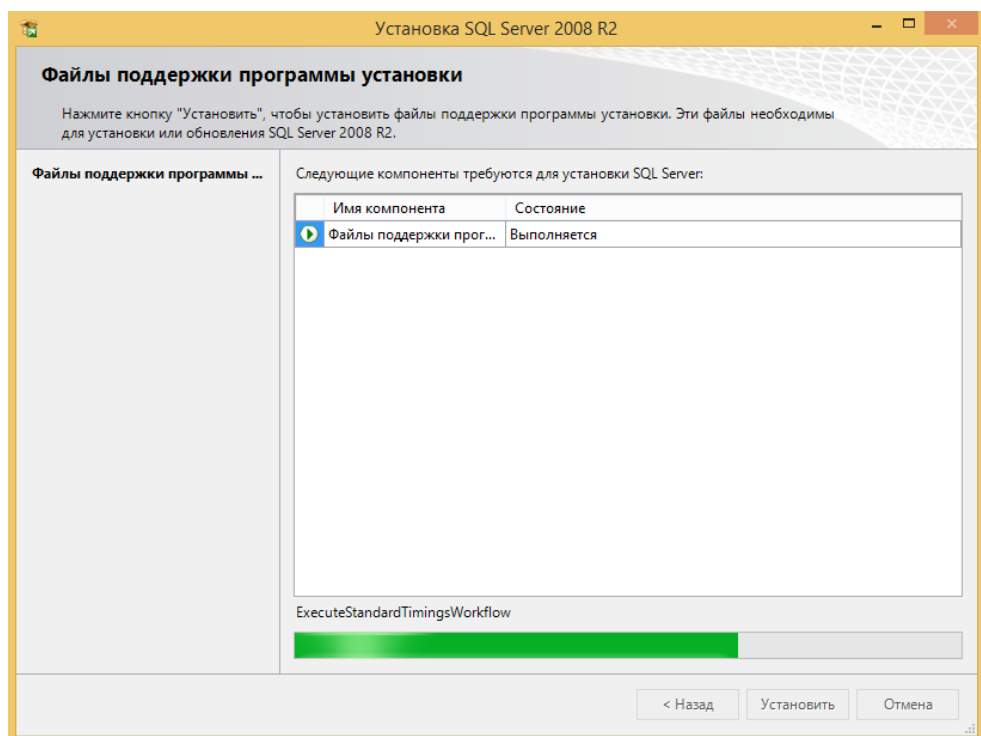 Установка SQL Server 2008 R2
Файлы поддержки программы установки
Нажмите кнопку "Установить", чтобы установить файлы поддержки программы установки. Эти файлы необходимы
для установки или обновления SQL Server 2008 R2.
Файлы поддержки программы ...
Следующие компоненты требуются для установки SQL Server:
Имя компонента Состояние
Файлы поддержки прог... Выполняется
ExecuteStandardTimingsWorkflow
< Назад Установить Отмена